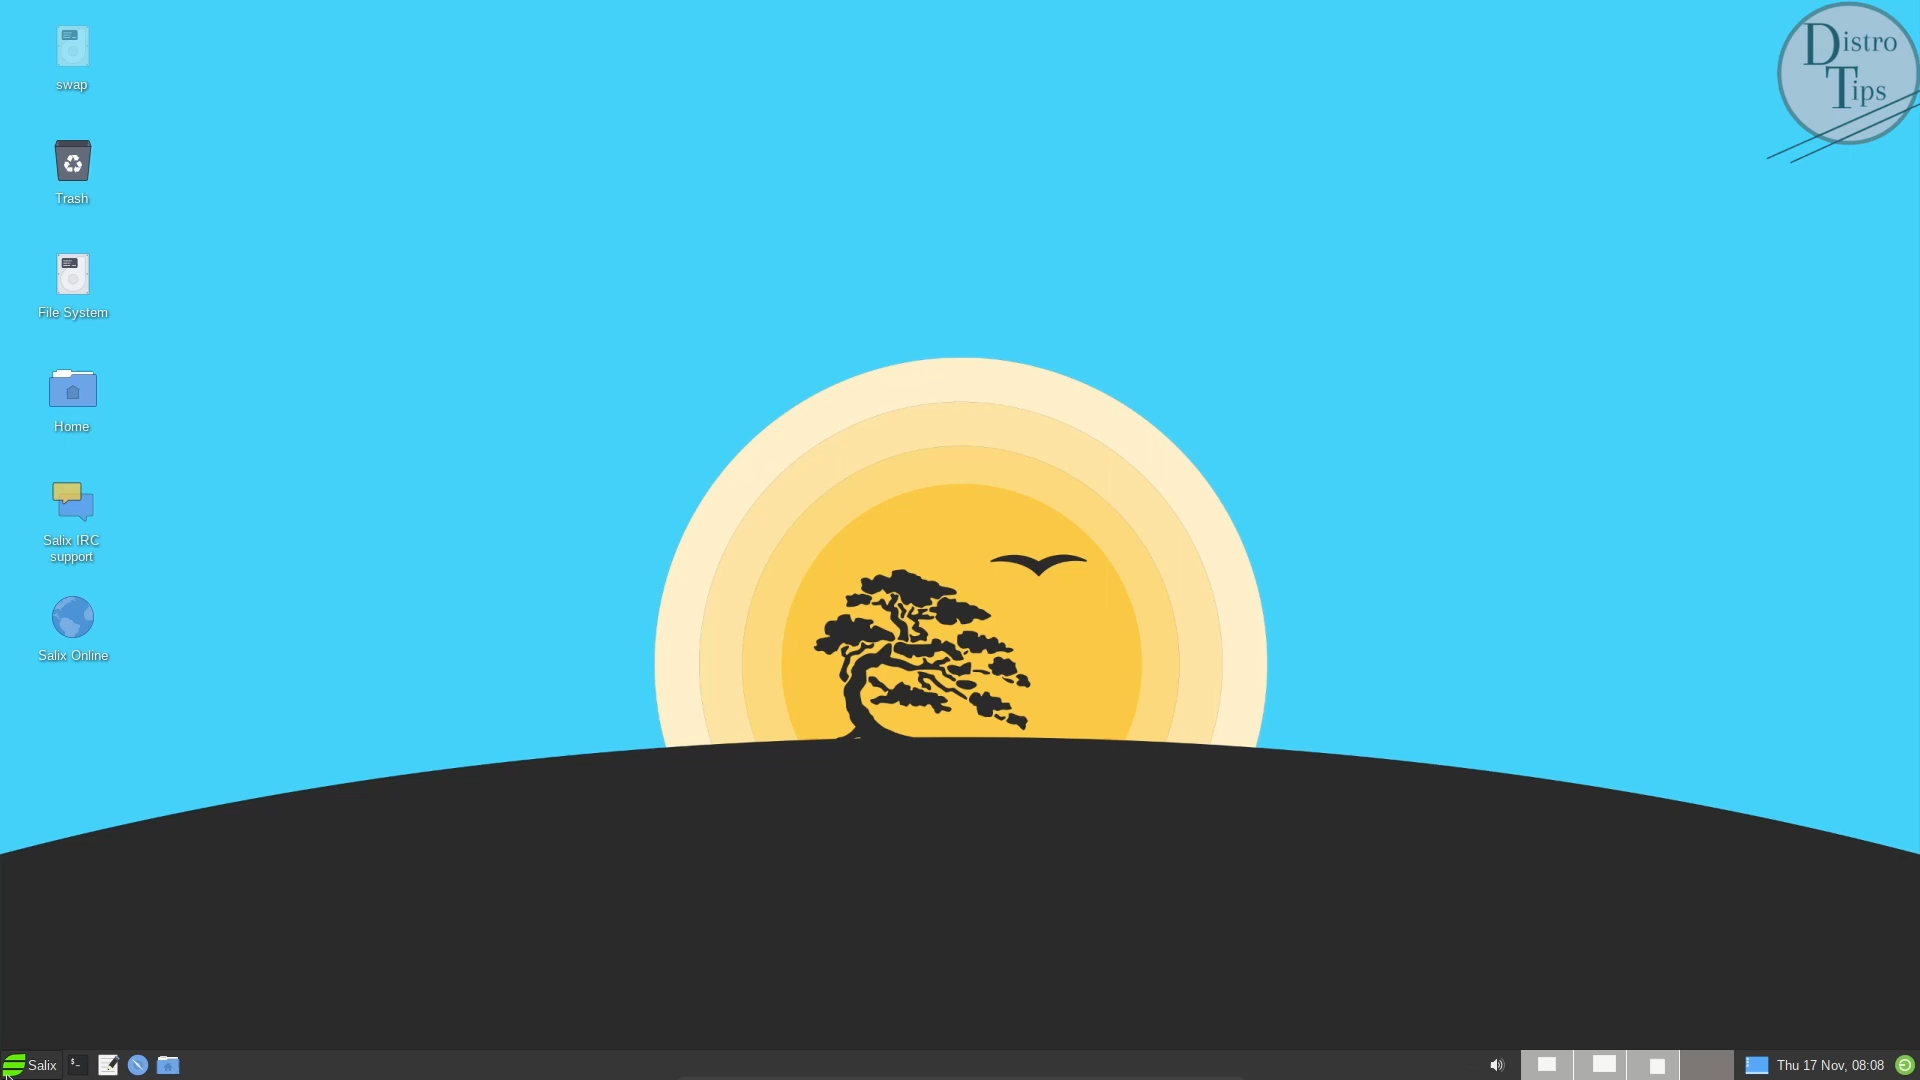 swap
Trash
File System
Home
Salix IRC
support
Salix Online
Distro
Tips
Salix
$_
Thu 17 Nov, 08:08